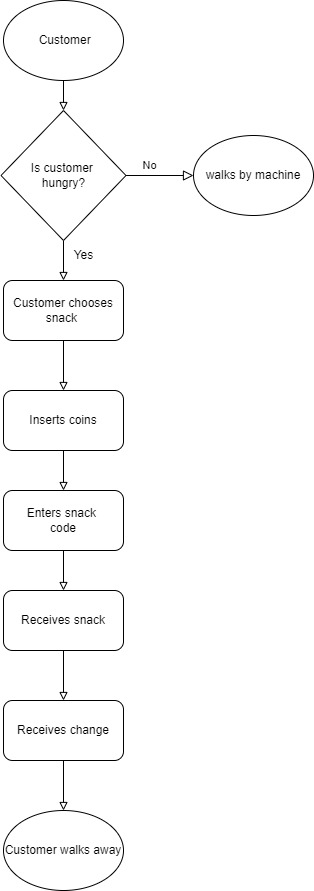 Customer
Is customer
hungry?
No
walks by machine
Yes
Customer chooses
snack
Inserts coins
Enters snack
code
Receives snack
Receives change
Customer walks away